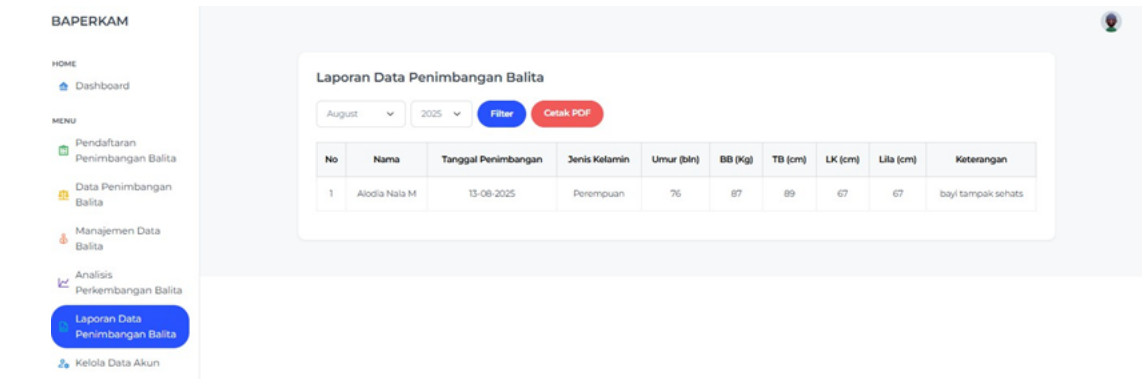 BAPERKAM
HOME
Dashboard
MENU
Pendaftaran
Penimbangan Balita
Data Penimbangan
Balita
Manajemen Data
Balita
Analisis
Perkembangan Balita
Laporan Data
Penimbangan Balita
Kelola Data Akun
Laporan Data Penimbangan Balita
August 2025 Filter Cetak PDF
No Nama Tanggal Penimbangan Jenis Kelamin Umur (bln) BB (Kg) TB (cm) LK (cm) Lila (cm) Keterangan
1 Alodia Nala M 13-08-2025 Perempuan 76 87 89 67 67 bayi tampak sehats